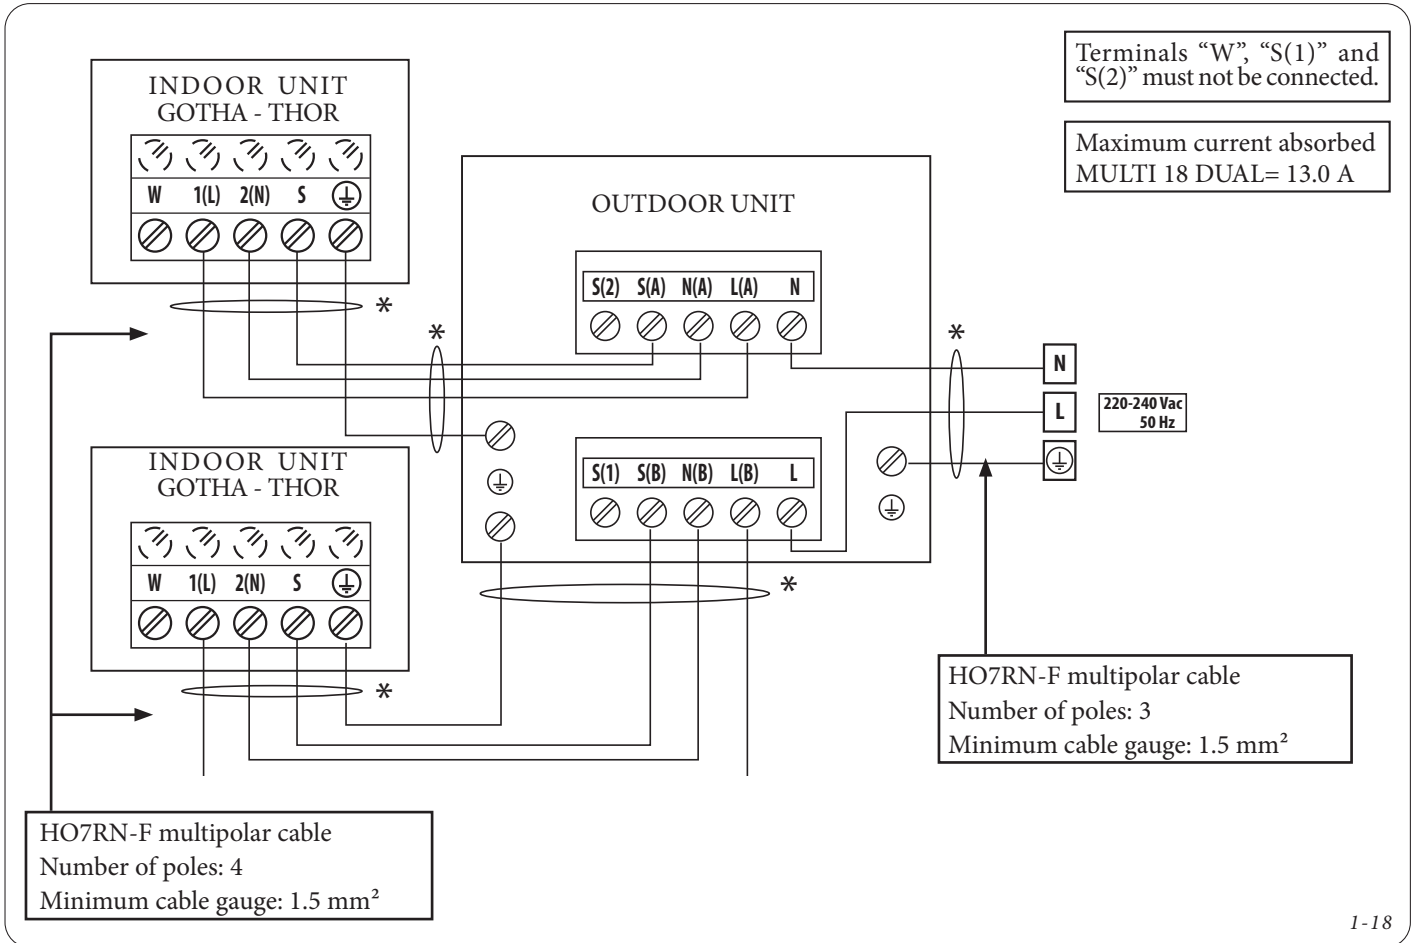 Terminals “W”, “S(1)” and
“S(2)” must not be connected.
Maximum current absorbed
MULTI 18 DUAL= 13.0 A
INDOOR UNIT
GOTHA - THOR
W 1(L) 2(N) S
*
OUTDOOR UNIT
S(2) S(A) N(A) L(A) N
*
*
N
L
220-240 Vac
50 Hz
S(1) S(B) N(B) L(B) L
*
INDOOR UNIT
GOTHA - THOR
W 1(L) 2(N) S
*
HO7RN-F multipolar cable
Number of poles: 3
Minimum cable gauge: 1.5 mm²
HO7RN-F multipolar cable
Number of poles: 4
Minimum cable gauge: 1.5 mm²
1-18